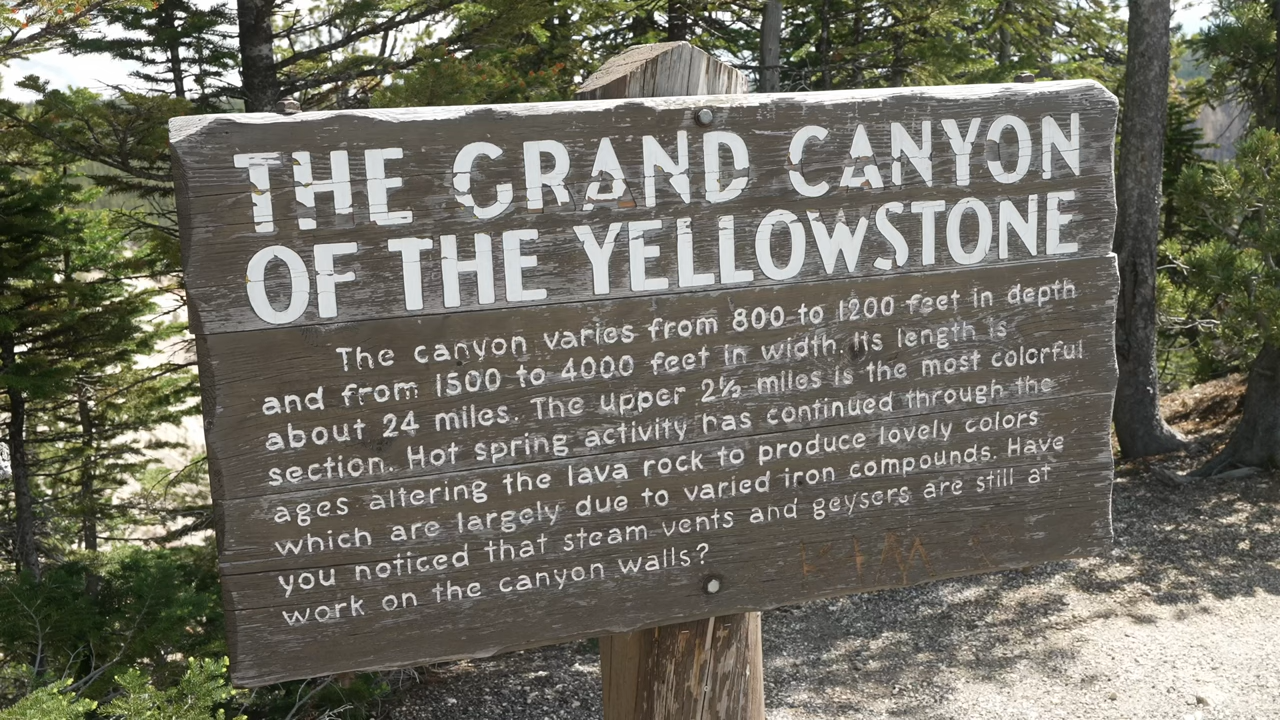 THE GRAND CANYON
OF THE YELLOWSTONE
The canyon varies from 800 to 1200 feet in depth
and from 1500 to 4000 feet in width. Its length is
about 24 miles. The upper 2½ miles is the most colorful
section. Hot spring activity has continued through the
ages altering the lava rock to produce lovely colors
which are largely due to varied iron compounds. Have
you noticed that steam vents and geysers are still at
work on the canyon walls?